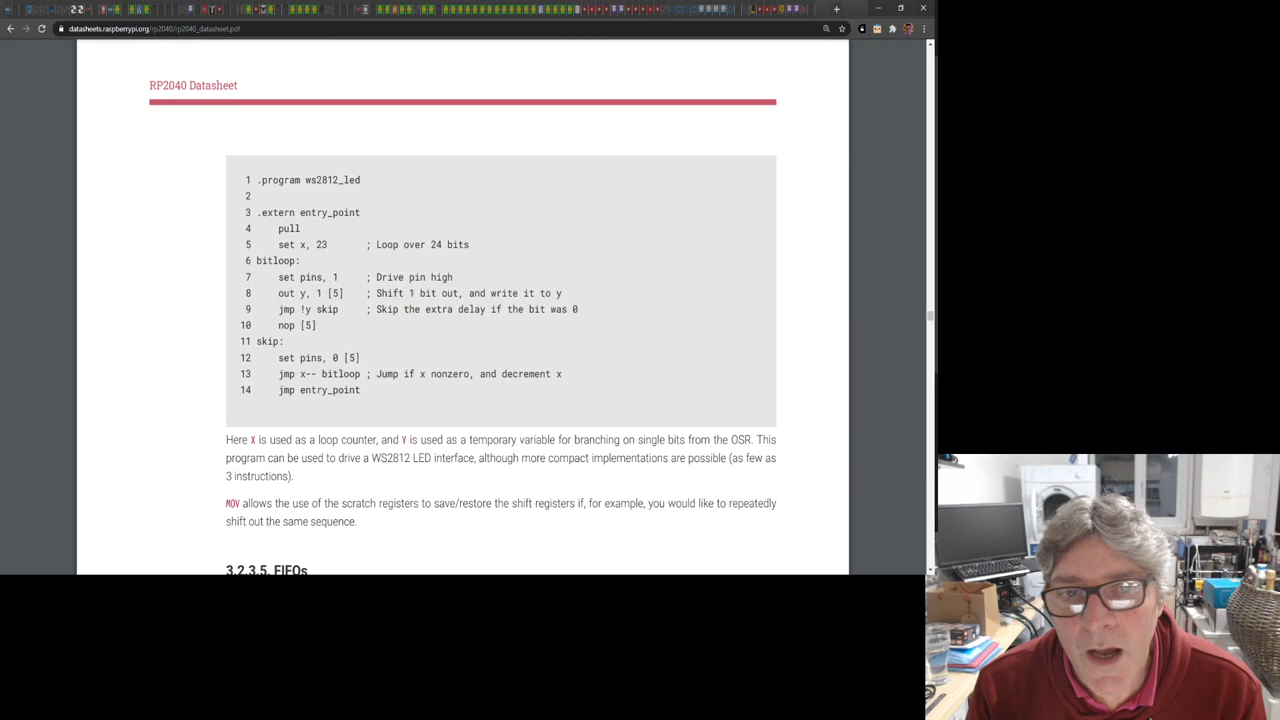 datasheets.raspberrypi.org/rp2040/rp2040_datasheet.pdf
RP2040 Datasheet
1 .program ws2812_led
2
3 .extern entry_point
4 pull
5 set x, 23 ; Loop over 24 bits
6 bitloop:
7 set pins, 1 ; Drive pin high
8 out y, 1 [5] ; Shift 1 bit out, and write it to y
9 jmp !y skip ; Skip the extra delay if the bit was 0
10 nop [5]
11 skip:
12 set pins, 0 [5]
13 jmp x-- bitloop ; Jump if x nonzero, and decrement x
14 jmp entry_point
Here X is used as a loop counter, and Y is used as a temporary variable for branching on single bits from the OSR. This
program can be used to drive a WS2812 LED interface, although more compact implementations are possible (as few as
3 instructions).
MOV allows the use of the scratch registers to save/restore the shift registers if, for example, you would like to repeatedly
shift out the same sequence.
3.2.3.5. FIFOs